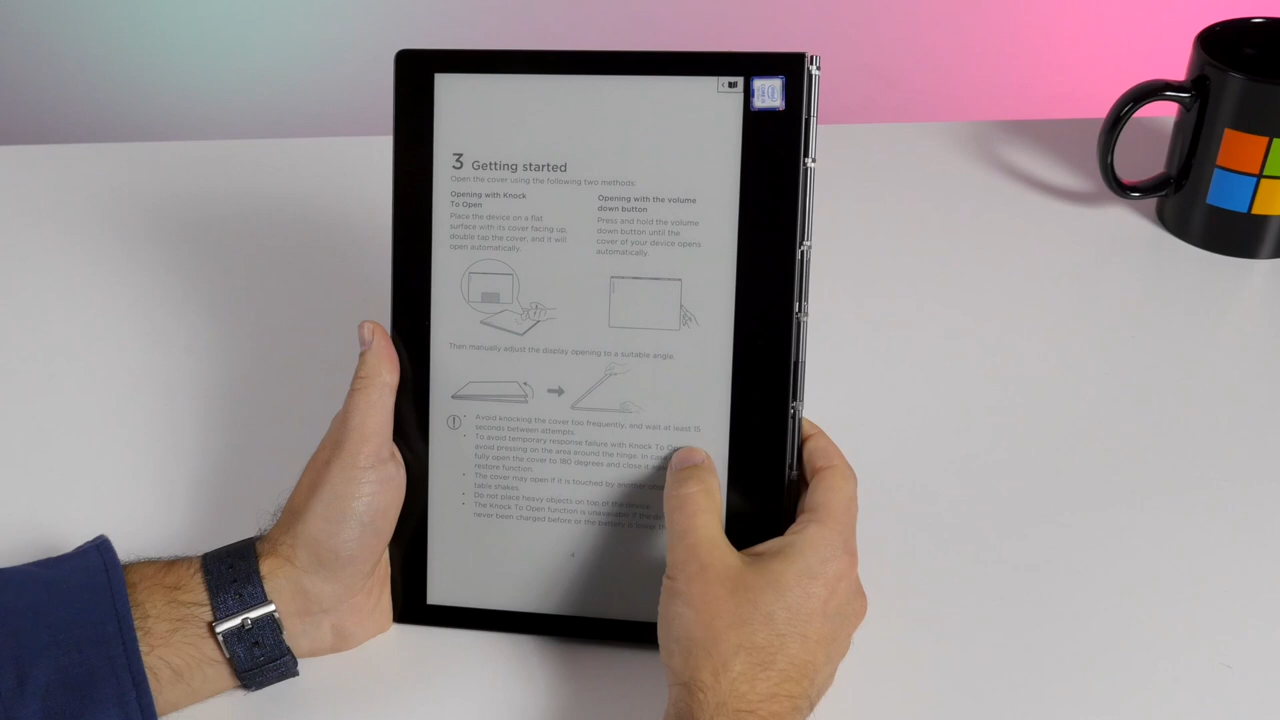 3 Getting started
Open the cover using the following two methods:
Opening with Knock
To Open
Place the device on a flat
surface with its cover facing up,
double tap the cover, and it will
open automatically.
Opening with the volume
down button
Press and hold the volume
down button until the
cover of your device opens
automatically.
Then manually adjust the display opening to a suitable angle.
• Avoid knocking the cover too frequently, and wait at least 15
seconds between attempts.
• To avoid temporary response failure with Knock To
avoid pressing on the area around the hinge. In case
fully open the cover to 180 degrees and close it
restore function.
• The cover may open if it is touched by another
table shakes.
• Do not place heavy objects on top of the device.
• The Knock To Open function is unavailable if the
never been charged before or the battery is lower
intel
CORE i5